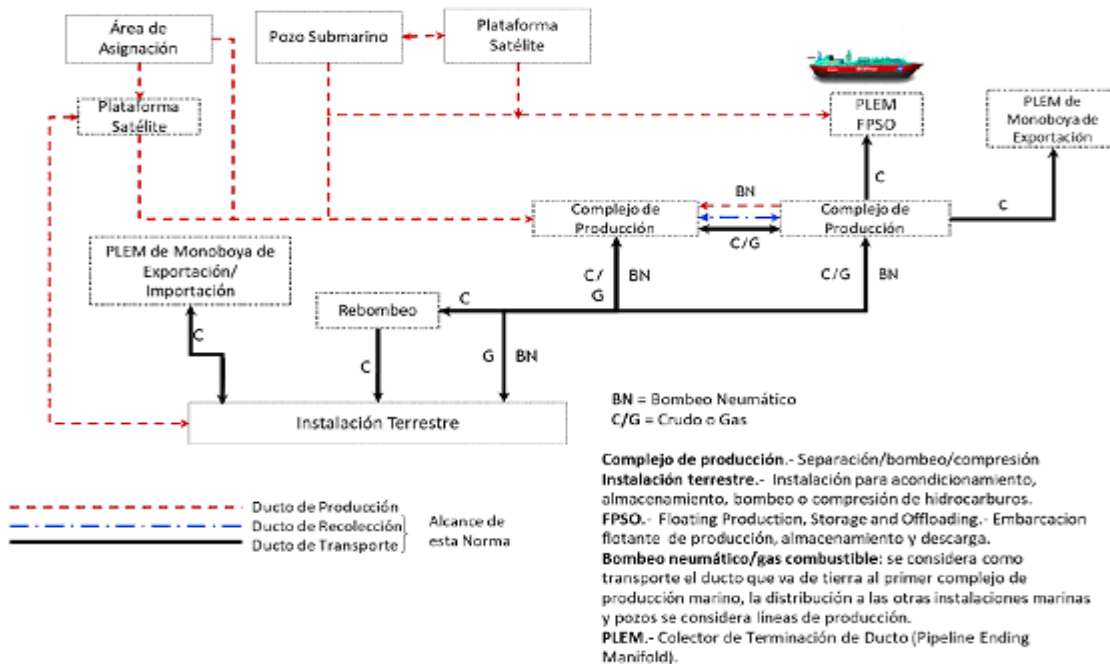 Área de
Asignación
Pozo Submarino
Plataforma
Satélite
Plataforma
Satélite
PLEM
FPSO
PLEM de
Monoboya de
Exportación
C
C
BN
Complejo de
Producción
Complejo de
Producción
C/G
PLEM de Monoboya de
Exportación/
Importación
C/
G
BN
C/G
BN
Rebombeo
C
C
C
G
BN
Instalación Terrestre
BN = Bombeo Neumático
C/G = Crudo o Gas
Complejo de producción.- Separación/bombeo/compresión
Instalación terrestre.- Instalación para acondicionamiento,
almacenamiento, bombeo o compresión de hidrocarburos.
FPSO.- Floating Production, Storage and Offloading.- Embarcacion
flotante de producción, almacenamiento y descarga.
Bombeo neumático/gas combustible: se considera como
transporte el ducto que va de tierra al primer complejo de
producción marino, la distribución a las otras instalaciones marinas
y pozos se considera líneas de producción.
PLEM.- Colector de Terminación de Ducto (Pipeline Ending
Manifold).
Ducto de Producción
Ducto de Recolección
Ducto de Transporte
Alcance de
esta Norma